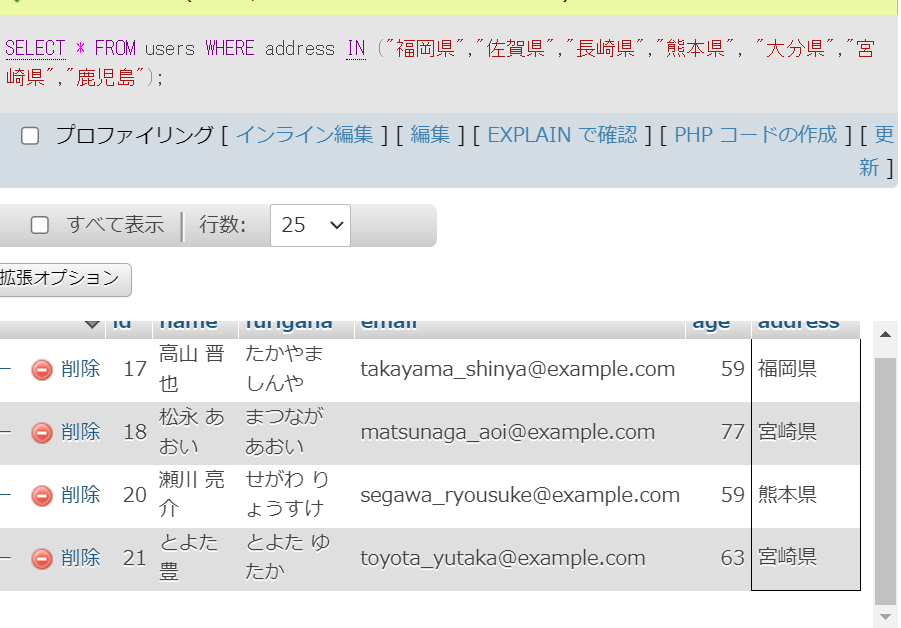 SELECT * FROM users WHERE address IN ("福岡県","佐賀県","長崎県","熊本県", "大分県","宮
崎県","鹿児島");
プロファイリング [ インライン編集 ] [ 編集 ] [ EXPLAIN で確認 ] [ PHP コードの作成 ] [ 更
新 ]
すべて表示 行数: 25
拡張オプション
id name furigana email age address
削除 17 高山 晋也 たかやま しんや takayama_shinya@example.com 59 福岡県
削除 18 松永 あおい まつなが あおい matsunaga_aoi@example.com 77 宮崎県
削除 20 瀬川 亮介 せがわ りょうすけ segawa_ryousuke@example.com 59 熊本県
削除 21 とよた 豊 とよた ゆたか toyota_yutaka@example.com 63 宮崎県